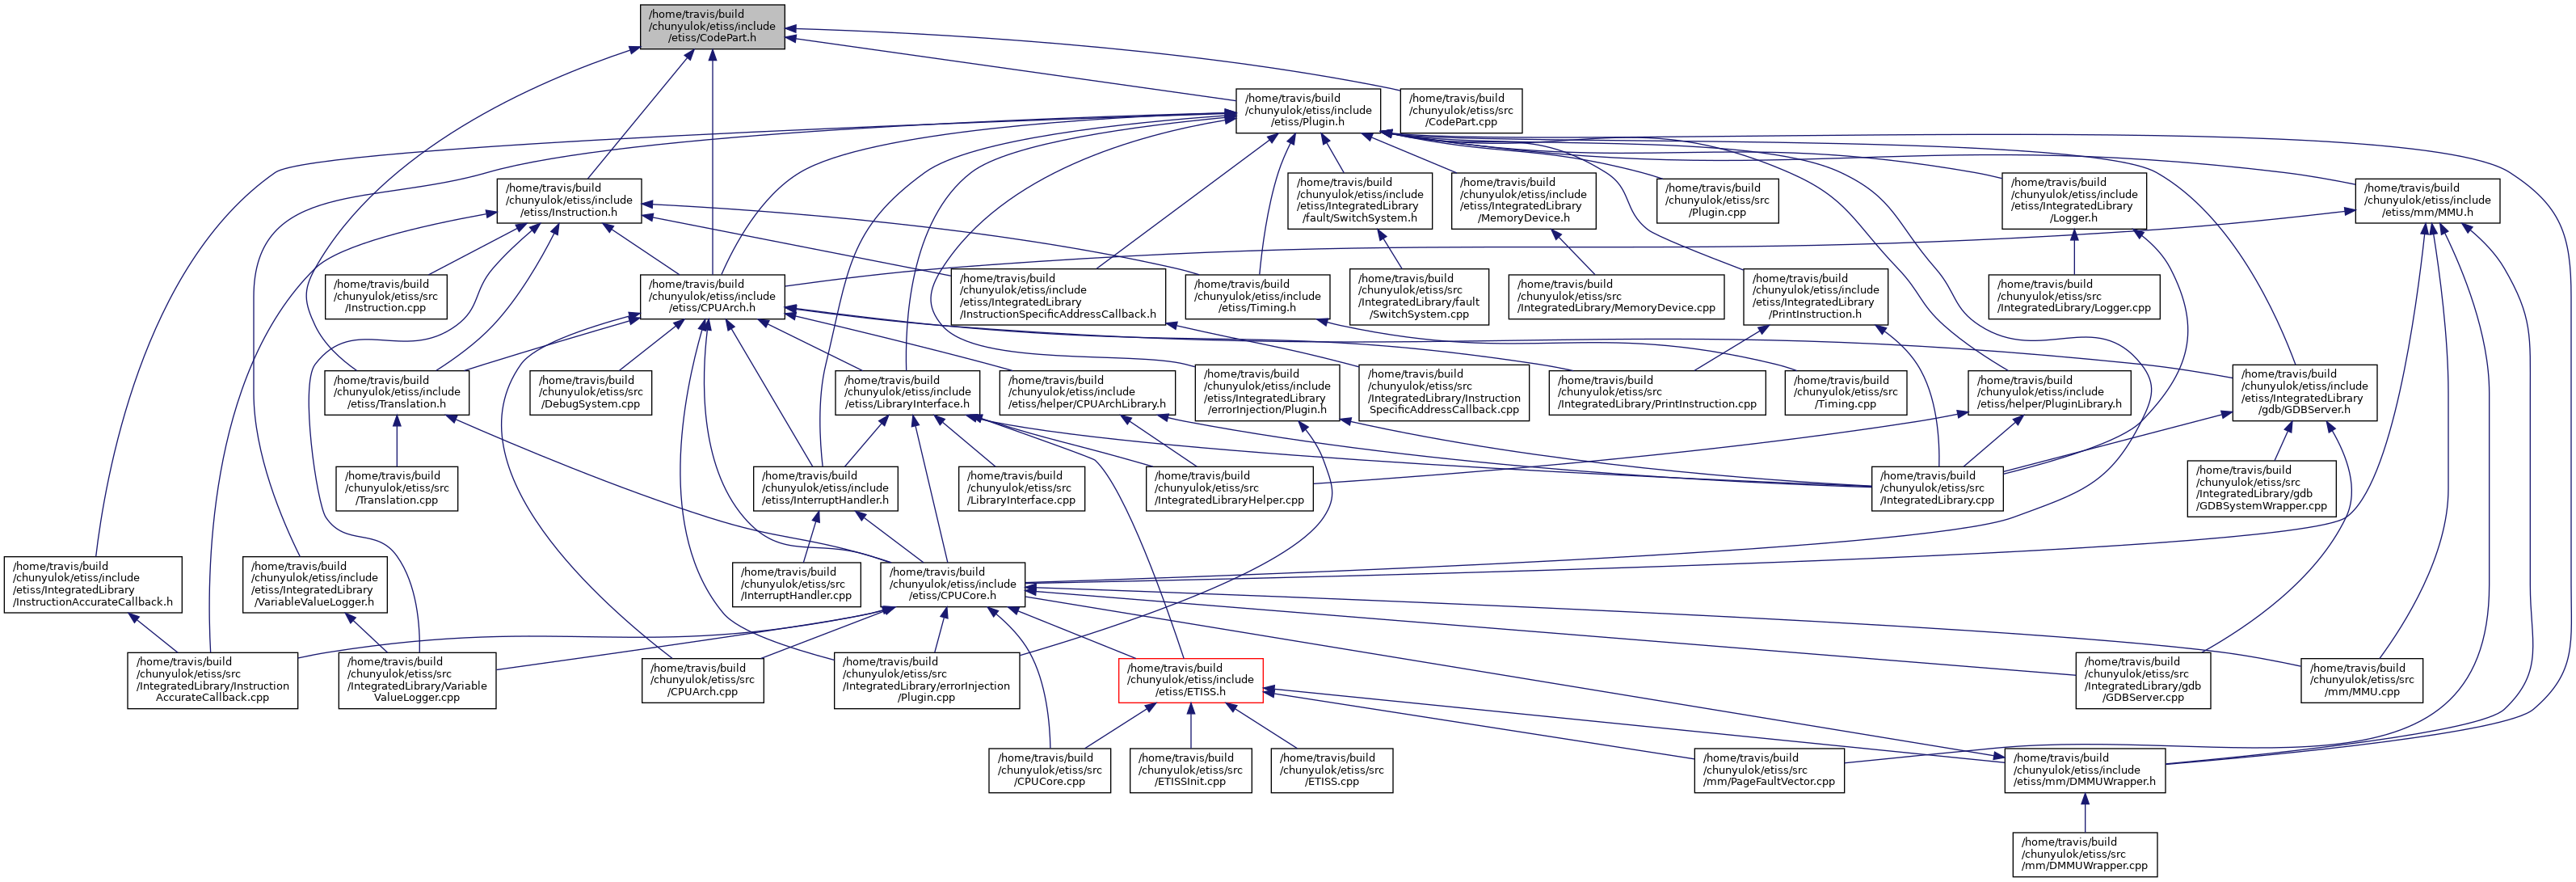 /home/travis/build
/chunyulok/etiss/include
/etiss/CodePart.h
/home/travis/build
/chunyulok/etiss/include
/etiss/Plugin.h
/home/travis/build
/chunyulok/etiss/src
/CodePart.cpp
/home/travis/build
/chunyulok/etiss/include
/etiss/Instruction.h
/home/travis/build
/chunyulok/etiss/include
/etiss/IntegratedLibrary
/fault/SwitchSystem.h
/home/travis/build
/chunyulok/etiss/include
/etiss/IntegratedLibrary
/MemoryDevice.h
/home/travis/build
/chunyulok/etiss/src
/Plugin.cpp
/home/travis/build
/chunyulok/etiss/include
/etiss/IntegratedLibrary
/Logger.h
/home/travis/build
/chunyulok/etiss/include
/etiss/mm/MMU.h
/home/travis/build
/chunyulok/etiss/src
/Instruction.cpp
/home/travis/build
/chunyulok/etiss/include
/etiss/CPUArch.h
/home/travis/build
/chunyulok/etiss/include
/etiss/IntegratedLibrary
/InstructionSpecificAddressCallback.h
/home/travis/build
/chunyulok/etiss/include
/etiss/Timing.h
/home/travis/build
/chunyulok/etiss/src
/IntegratedLibrary/fault
/SwitchSystem.cpp
/home/travis/build
/chunyulok/etiss/src
/IntegratedLibrary/MemoryDevice.cpp
/home/travis/build
/chunyulok/etiss/include
/etiss/IntegratedLibrary
/PrintInstruction.h
/home/travis/build
/chunyulok/etiss/src
/IntegratedLibrary/Logger.cpp
/home/travis/build
/chunyulok/etiss/include
/etiss/Translation.h
/home/travis/build
/chunyulok/etiss/src
/DebugSystem.cpp
/home/travis/build
/chunyulok/etiss/include
/etiss/LibraryInterface.h
/home/travis/build
/chunyulok/etiss/include
/etiss/helper/CPUArchLibrary.h
/home/travis/build
/chunyulok/etiss/include
/etiss/IntegratedLibrary
/errorInjection/Plugin.h
/home/travis/build
/chunyulok/etiss/src
/IntegratedLibrary/Instruction
SpecificAddressCallback.cpp
/home/travis/build
/chunyulok/etiss/src
/IntegratedLibrary/PrintInstruction.cpp
/home/travis/build
/chunyulok/etiss/src
/Timing.cpp
/home/travis/build
/chunyulok/etiss/include
/etiss/helper/PluginLibrary.h
/home/travis/build
/chunyulok/etiss/include
/etiss/IntegratedLibrary
/gdb/GDBServer.h
/home/travis/build
/chunyulok/etiss/src
/Translation.cpp
/home/travis/build
/chunyulok/etiss/include
/etiss/InterruptHandler.h
/home/travis/build
/chunyulok/etiss/src
/LibraryInterface.cpp
/home/travis/build
/chunyulok/etiss/src
/IntegratedLibraryHelper.cpp
/home/travis/build
/chunyulok/etiss/src
/IntegratedLibrary.cpp
/home/travis/build
/chunyulok/etiss/src
/IntegratedLibrary/gdb
/GDBSystemWrapper.cpp
/home/travis/build
/chunyulok/etiss/include
/etiss/IntegratedLibrary
/InstructionAccurateCallback.h
/home/travis/build
/chunyulok/etiss/include
/etiss/IntegratedLibrary
/VariableValueLogger.h
/home/travis/build
/chunyulok/etiss/src
/InterruptHandler.cpp
/home/travis/build
/chunyulok/etiss/include
/etiss/CPUCore.h
/home/travis/build
/chunyulok/etiss/src
/IntegratedLibrary/Instruction
AccurateCallback.cpp
/home/travis/build
/chunyulok/etiss/src
/IntegratedLibrary/Variable
ValueLogger.cpp
/home/travis/build
/chunyulok/etiss/src
/CPUArch.cpp
/home/travis/build
/chunyulok/etiss/src
/IntegratedLibrary/errorInjection
/Plugin.cpp
/home/travis/build
/chunyulok/etiss/include
/etiss/ETISS.h
/home/travis/build
/chunyulok/etiss/src
/IntegratedLibrary/gdb
/GDBServer.cpp
/home/travis/build
/chunyulok/etiss/src
/mm/MMU.cpp
/home/travis/build
/chunyulok/etiss/src
/CPUCore.cpp
/home/travis/build
/chunyulok/etiss/src
/ETISSInit.cpp
/home/travis/build
/chunyulok/etiss/src
/ETISS.cpp
/home/travis/build
/chunyulok/etiss/src
/mm/PageFaultVector.cpp
/home/travis/build
/chunyulok/etiss/include
/etiss/mm/DMMUWrapper.h
/home/travis/build
/chunyulok/etiss/src
/mm/DMMUWrapper.cpp